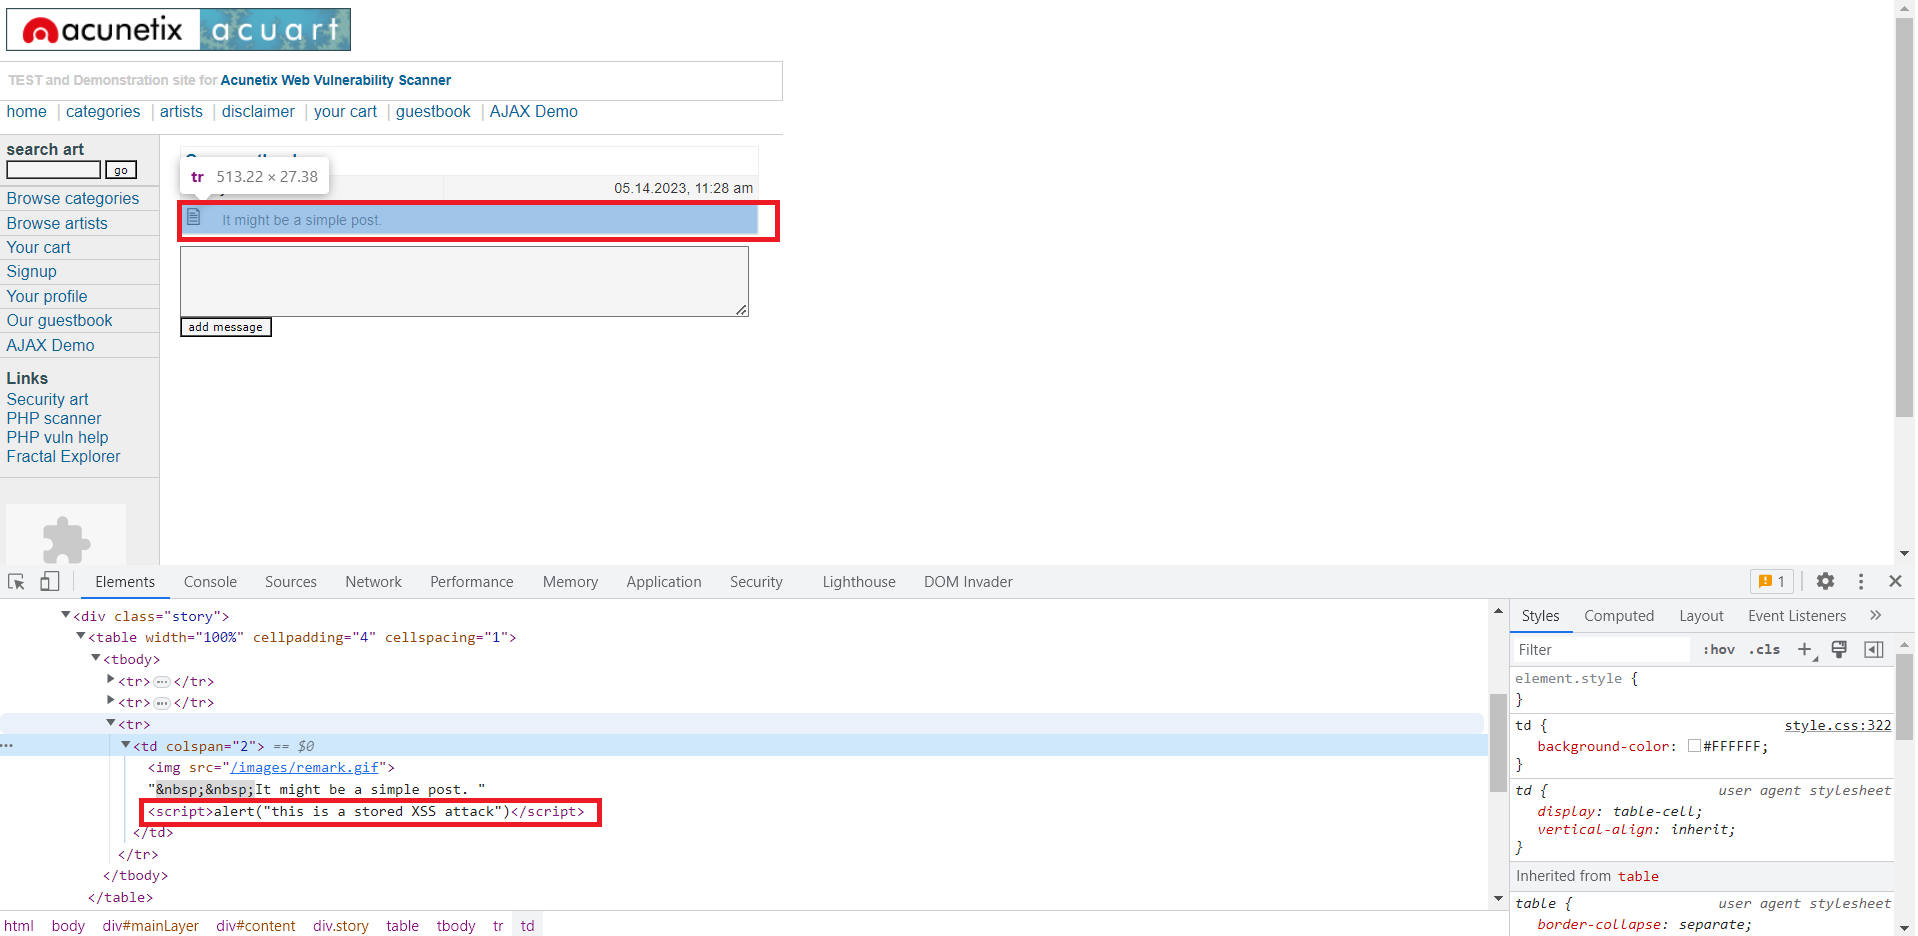 acunetix acuart
TEST and Demonstration site for Acunetix Web Vulnerability Scanner
home | categories | artists | disclaimer | your cart | guestbook | AJAX Demo
search art
go
Browse categories
Browse artists
Your cart
Signup
Your profile
Our guestbook
AJAX Demo
Links
Security art
PHP scanner
PHP vuln help
Fractal Explorer
tr 513.22 × 27.38
05.14.2023, 11:28 am
It might be a simple post.
add message
Elements Console Sources Network Performance Memory Application Security Lighthouse DOM Invader
1
<div class="story">
<table width="100%" cellpadding="4" cellspacing="1">
<tbody>
<tr>…</tr>
<tr>…</tr>
<tr>
<td colspan="2"> == $0
<img src="/images/remark.gif">
"&nbsp;&nbsp;It might be a simple post. "
<script>alert("this is a stored XSS attack")</script>
</td>
</tr>
</tbody>
</table>
html body div#mainLayer div#content div.story table tbody tr td
Styles Computed Layout Event Listeners »
Filter :hov .cls +
element.style {
}
td { style.css:322
background-color: #FFFFFF;
}
td { user agent stylesheet
display: table-cell;
vertical-align: inherit;
}
Inherited from table
table { user agent stylesheet
border-collapse: separate;